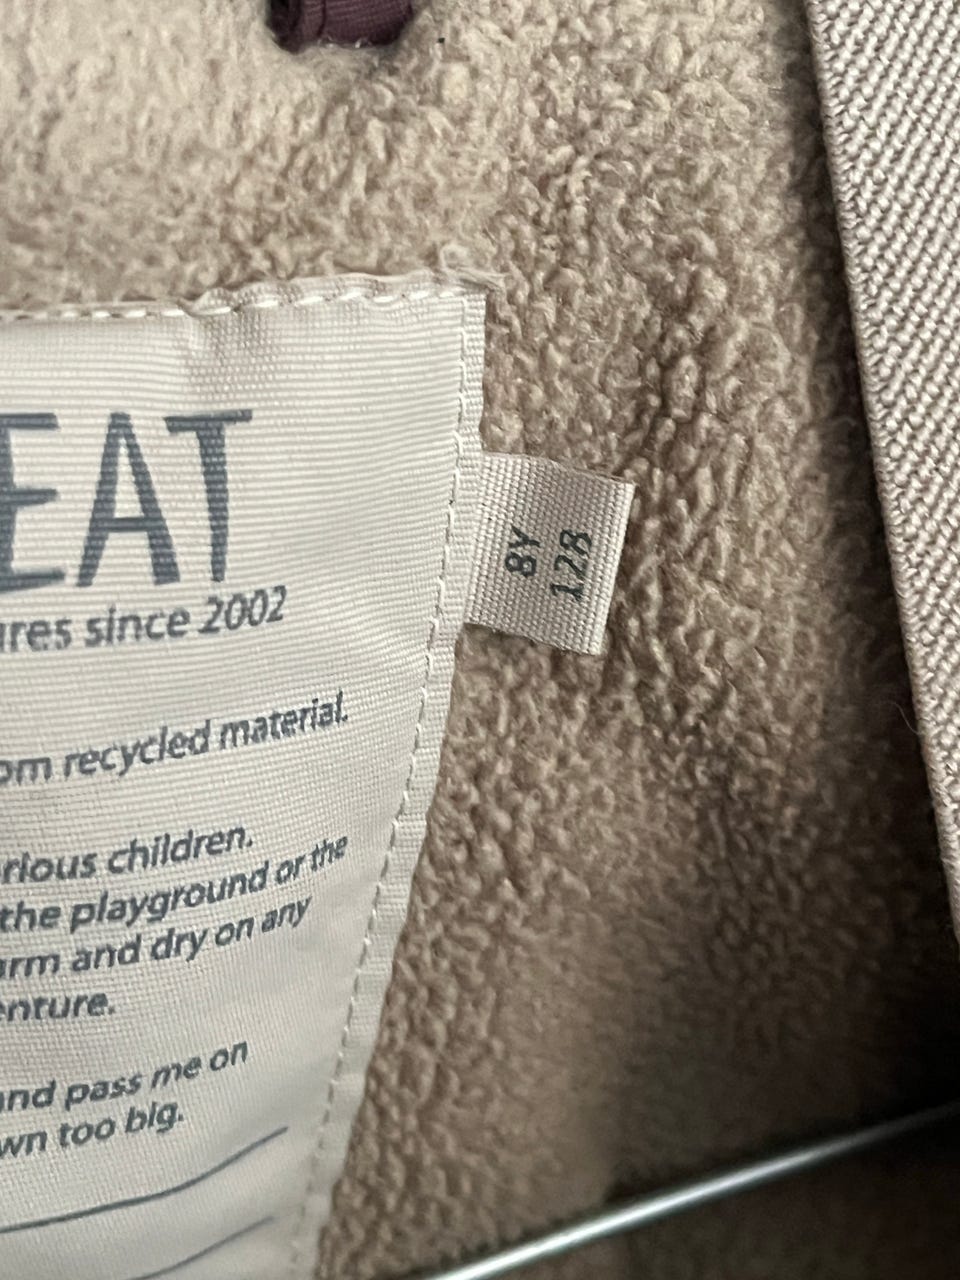 EAT
ures since 2002
om recycled material.
rious children.
the playground or the
arm and dry on any
enture.
and pass me on
wn too big.
8Y
128